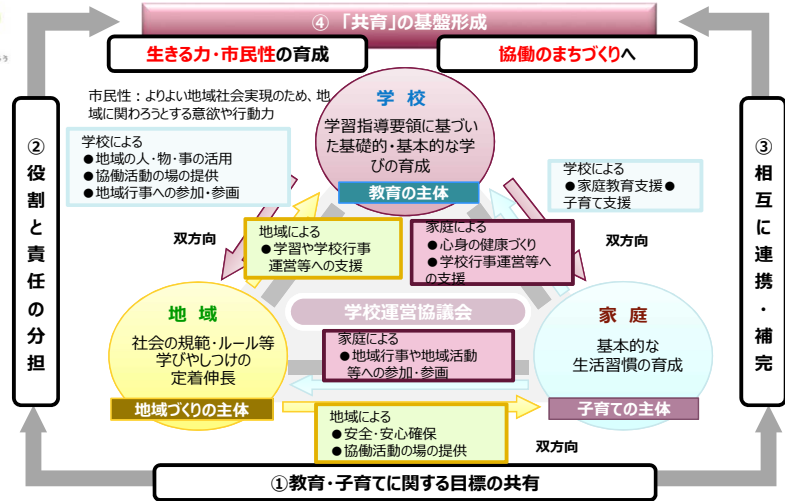 ④「共育」の基盤形成
生きる力・市民性の育成
協働のまちづくりへ
市民性：よりよい地域社会実現のため、地
域に関わろうとする意欲や行動力
学 校
学習指導要領に基づい
た基礎的・基本的な学
びの育成
教育の主体
学校による
●地域の人・物・事の活用
●協働活動の場の提供
●地域行事への参加・参画
学校による
●家庭教育支援●
子育て支援
②役割と責任の分担
③相互に連携・補完
双方向
双方向
地域による
●学習や学校行事
運営等への支援
家庭による
●心身の健康づくり
●学校行事運営等へ
の支援
学校運営協議会
地 域
社会の規範・ルール等
学びやしつけの
定着伸長
地域づくりの主体
家庭による
●地域行事や地域活動
等への参加・参画
家 庭
基本的な
生活習慣の育成
子育ての主体
地域による
●安全・安心確保
●協働活動の場の提供
双方向
①教育・子育てに関する目標の共有